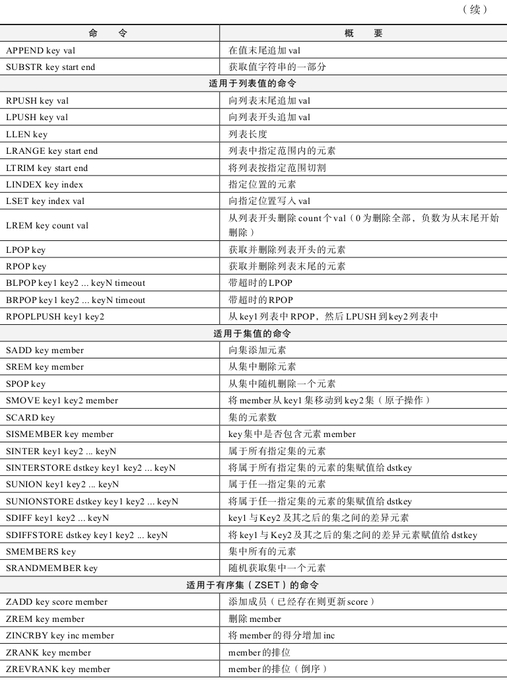 （续）
命 令 概 要
APPEND key val 在值末尾追加 val
SUBSTR key start end 获取值字符串的一部分
适用于列表值的命令
RPUSH key val 向列表末尾追加 val
LPUSH key val 向列表开头追加 val
LLEN key 列表长度
LRANGE key start end 列表中指定范围内的元素
LTRIM key start end 将列表按指定范围切割
LINDEX key index 指定位置的元素
LSET key index val 向指定位置写入 val
LREM key count val 从列表开头删除 count 个 val（0 为删除全部，负数为从末尾开始
删除）
LPOP key 获取并删除列表开头的元素
RPOP key 获取并删除列表末尾的元素
BLPOP key1 key2 ... keyN timeout 带超时的 LPOP
BRPOP key1 key2 ... keyN timeout 带超时的 RPOP
RPOPLPUSH key1 key2 从 key1 列表中 RPOP，然后 LPUSH 到 key2 列表中
适用于集值的命令
SADD key member 向集添加元素
SREM key member 从集中删除元素
SPOP key 从集中随机删除一个元素
SMOVE key1 key2 member 将 member 从 key1 集移动到 key2 集（原子操作）
SCARD key 集的元素数
SISMEMBER key member key 集中是否包含元素 member
SINTER key1 key2 ... keyN 属于所有指定集的元素
SINTERSTORE dstkey key1 key2 ... keyN 将属于所有指定集的元素的集赋值给 dstkey
SUNION key1 key2 ... keyN 属于任一指定集的元素
SUNIONSTORE dstkey key1 key2 ... keyN 将属于任一指定集的元素的集赋值给 dstkey
SDIFF key1 key2 ... keyN key1 与 Key2 及其之后的集之间的差异元素
SDIFFSTORE dstkey key1 key2 ... keyN 将 key1 与 Key2 及其之后的集之间的差异元素赋值给 dstkey
SMEMBERS key 集中所有的元素
SRANDMEMBER key 随机获取集中一个元素
适用于有序集（ZSET）的命令
ZADD key score member 添加成员（已经存在则更新 score）
ZREM key member 删除 member
ZINCRBY key inc member 将 member 的得分增加 inc
ZRANK key member member 的排位
ZREVRANK key member member 的排位（倒序）